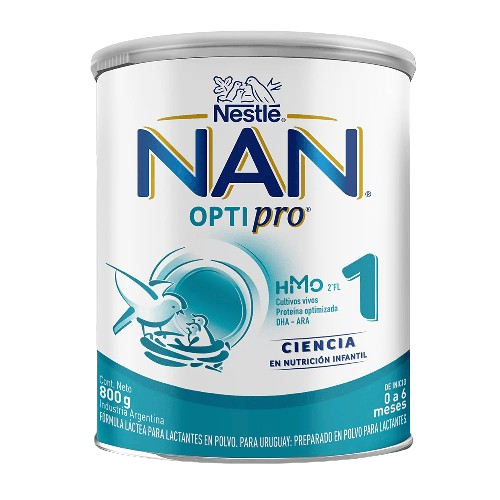 Nestlé®
NAN®
OPTIpro®
HMO 2'FL
Cultivos vivos
Proteína optimizada
DHA - ARA
1
CIENCIA
EN NUTRICIÓN INFANTIL
Cont. Neto
800g
Industria Argentina
DE INICIO
0 a 6
meses
FÓRMULA LÁCTEA PARA LACTANTES EN POLVO. PARA URUGUAY: PREPARADO EN POLVO PARA LACTANTES.